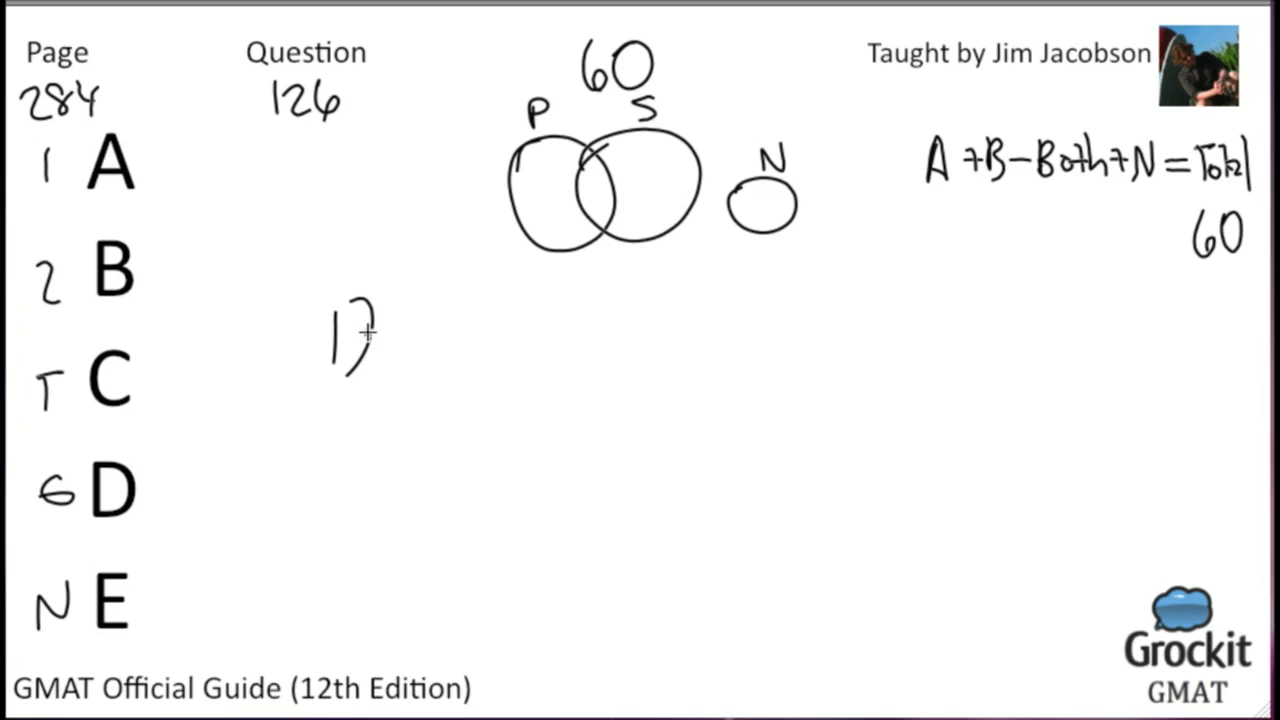 Page Question 60 Taught by Jim Jacobson
284 126 P S
1 A N A+B-Both+N=Total
60
2 B
1)
T C
E D
N E
Grockit
GMAT
GMAT Official Guide (12th Edition)